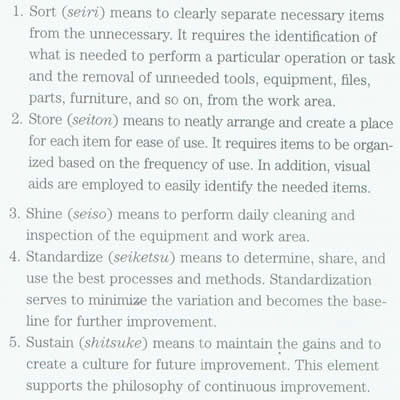 1. Sort (seiri) means to clearly separate necessary items
from the unnecessary. It requires the identification of
what is needed to perform a particular operation or task
and the removal of unneeded tools, equipment, files,
parts, furniture, and so on, from the work area.
2. Store (seiton) means to neatly arrange and create a place
for each item for ease of use. It requires items to be organ-
ized based on the frequency of use. In addition, visual
aids are employed to easily identify the needed items.
3. Shine (seiso) means to perform daily cleaning and
inspection of the equipment and work area.
4. Standardize (seiketsu) means to determine, share, and
use the best processes and methods. Standardization
serves to minimize the variation and becomes the base-
line for further improvement.
5. Sustain (shitsuke) means to maintain the gains and to
create a culture for future improvement. This element
supports the philosophy of continuous improvement.